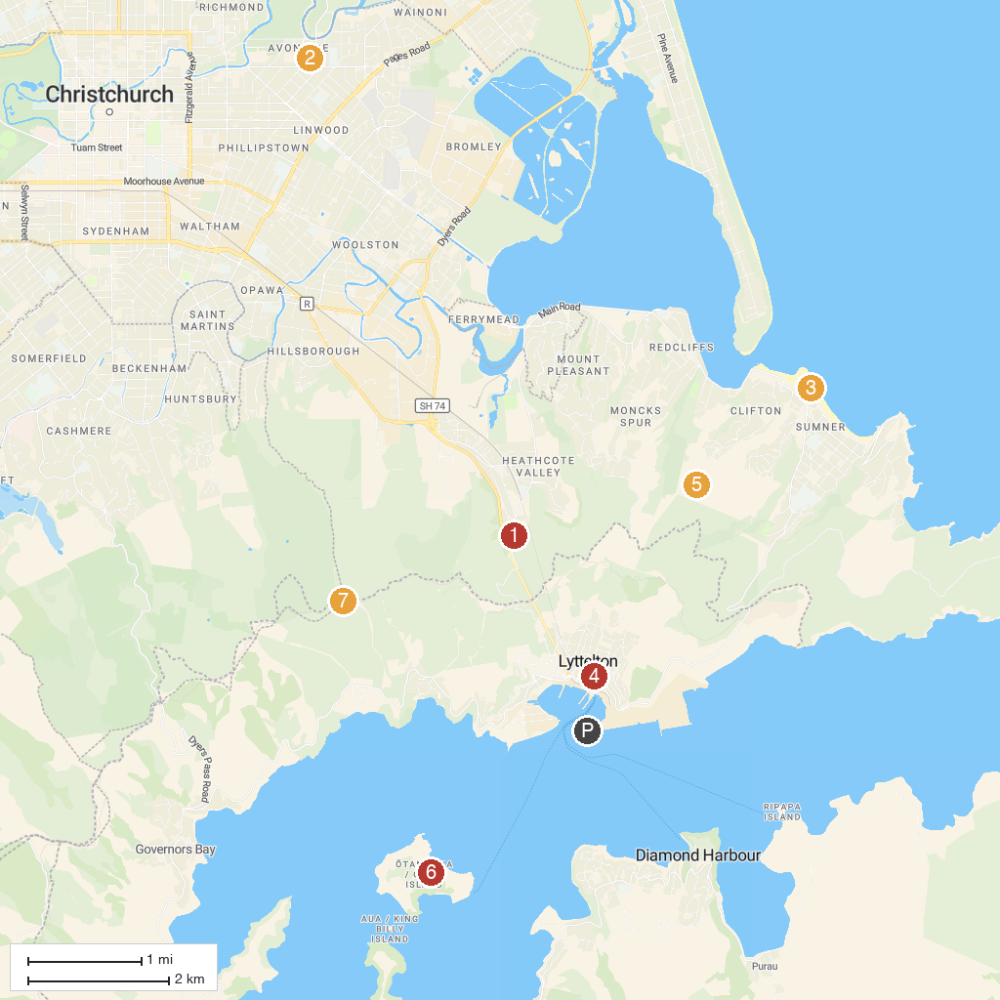 RICHMOND
WAINONI
Pine Avenue
2
Pages Road
Christchurch
Fitzgerald Avenue
LINWOOD
Tuam Street
PHILLIPSTOWN
BROMLEY
Moorhouse Avenue
Selwyn Street
N
SYDENHAM
WALTHAM
Dyers Road
WOOLSTON
OPAWA
R
SAINT
MARTINS
Main Road
FERRYMEAD
HILLSBOROUGH
REDCLIFFS
SOMERFIELD
BECKENHAM
MOUNT
PLEASANT
3
HUNTSBURY
SH 74
MONCKS
SPUR
CLIFTON
CASHMERE
SUMNER
HEATHCOTE
VALLEY
FT
5
1
7
Lyttelton
4
P
Dyers Pass Road
RIPAPA
ISLAND
Governors Bay
Diamond Harbour
6
AUA / KING
BILLY
ISLAND
1 mi
2 km
Purau